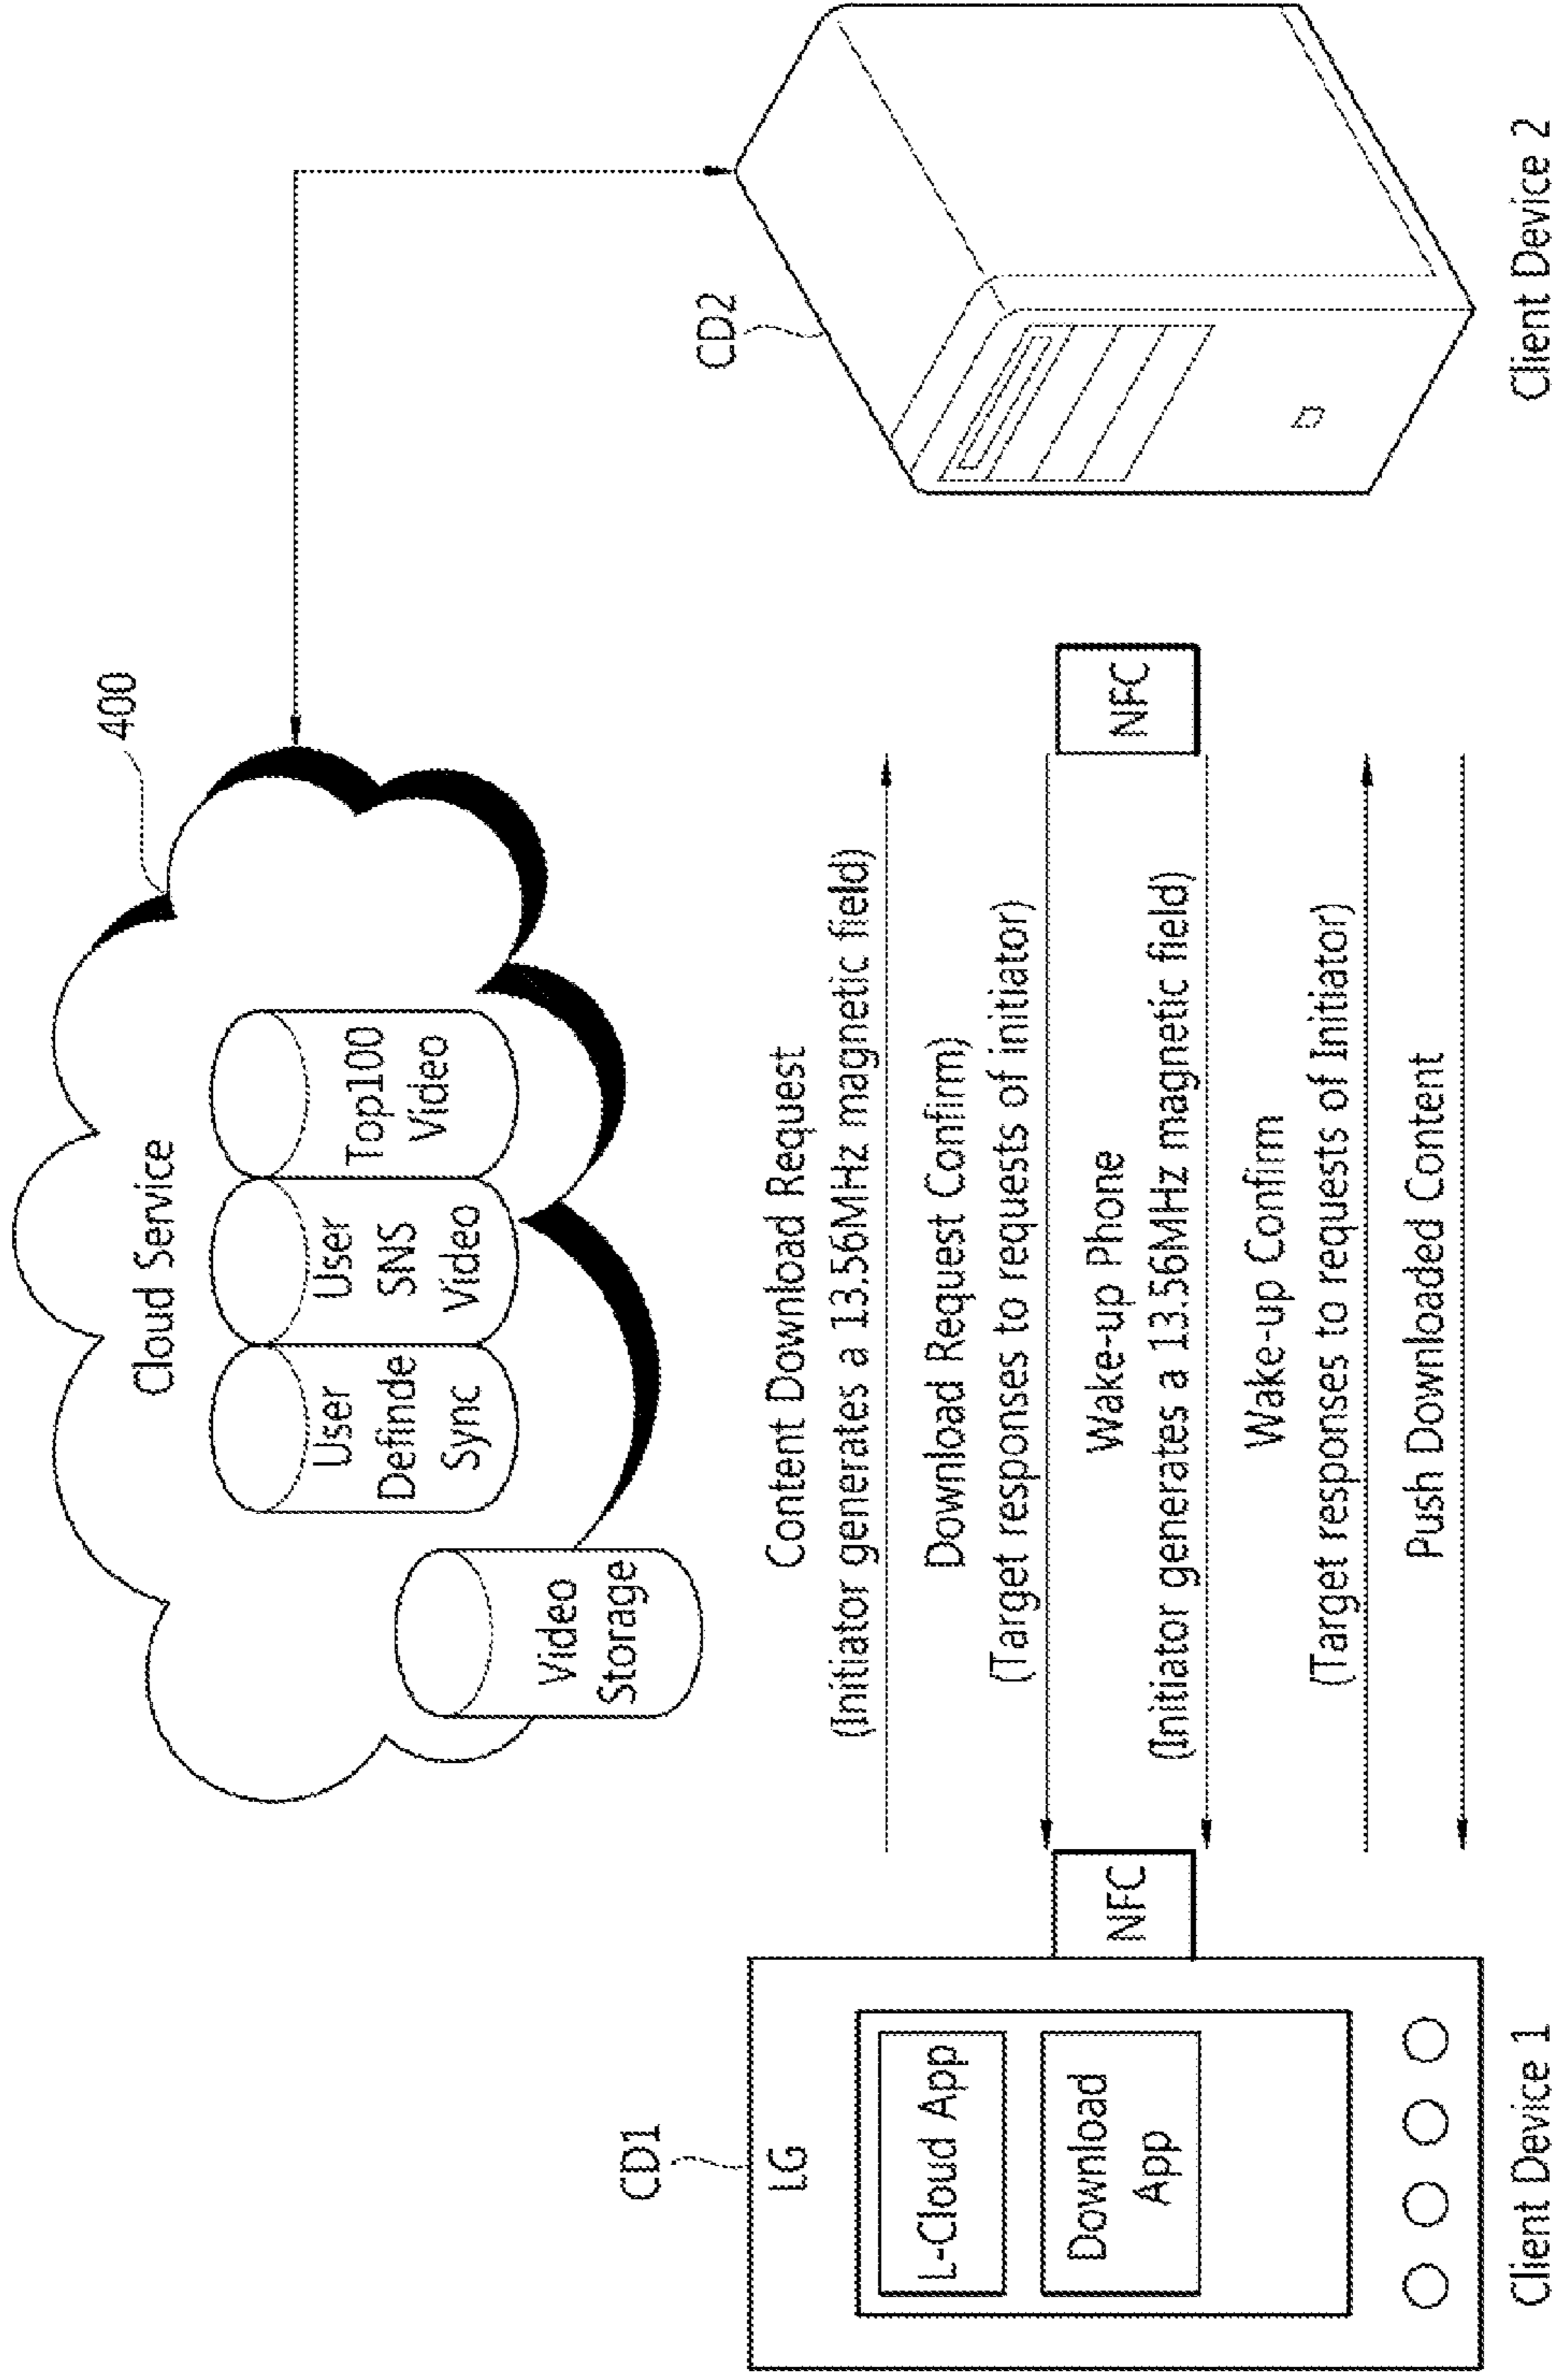 400
Cloud Service
User
Definde
Sync
User
SNS
Video
Top100
Video
Video
Storage
CD1
LG
L-Cloud App
Download
App
NFC
Client Device 1
Content Download Request
(Initiator generates a 13.56MHz magnetic field)
Download Request Confirm)
(Target responses to requests of initiator)
Wake-up Phone
(Initiator generates a 13.56MHz magnetic field)
Wake-up Confirm
(Target responses to requests of Initiator)
Push Downloaded Content
NFC
CD2
Client Device 2